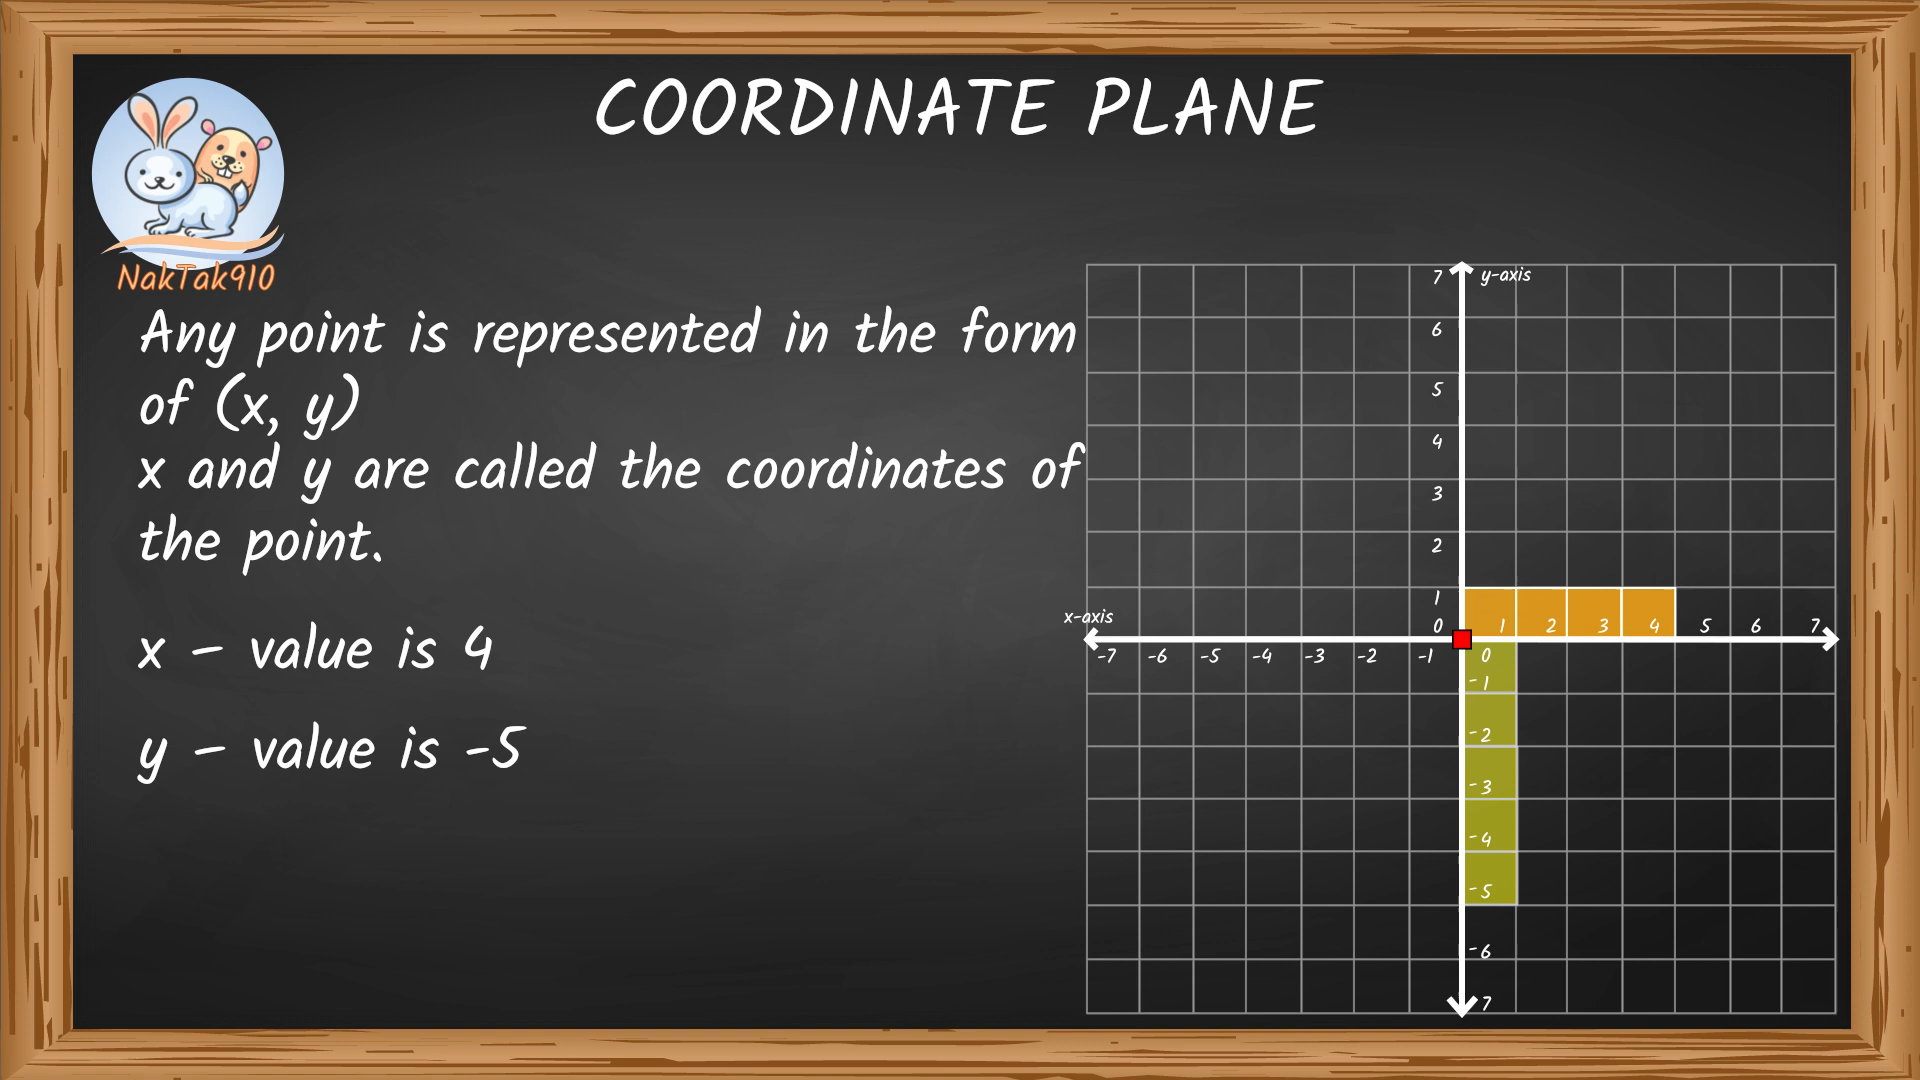 COORDINATE PLANE
NakTak910
Any point is represented in the form
of (x, y)
x and y are called the coordinates of
the point.
x – value is 4
y – value is -5
y-axis
7
6
5
4
3
2
1
x-axis
0 1 2 3 4 5 6 7
-7 -6 -5 -4 -3 -2 -1 0
-1
-2
-3
-4
-5
-6
7